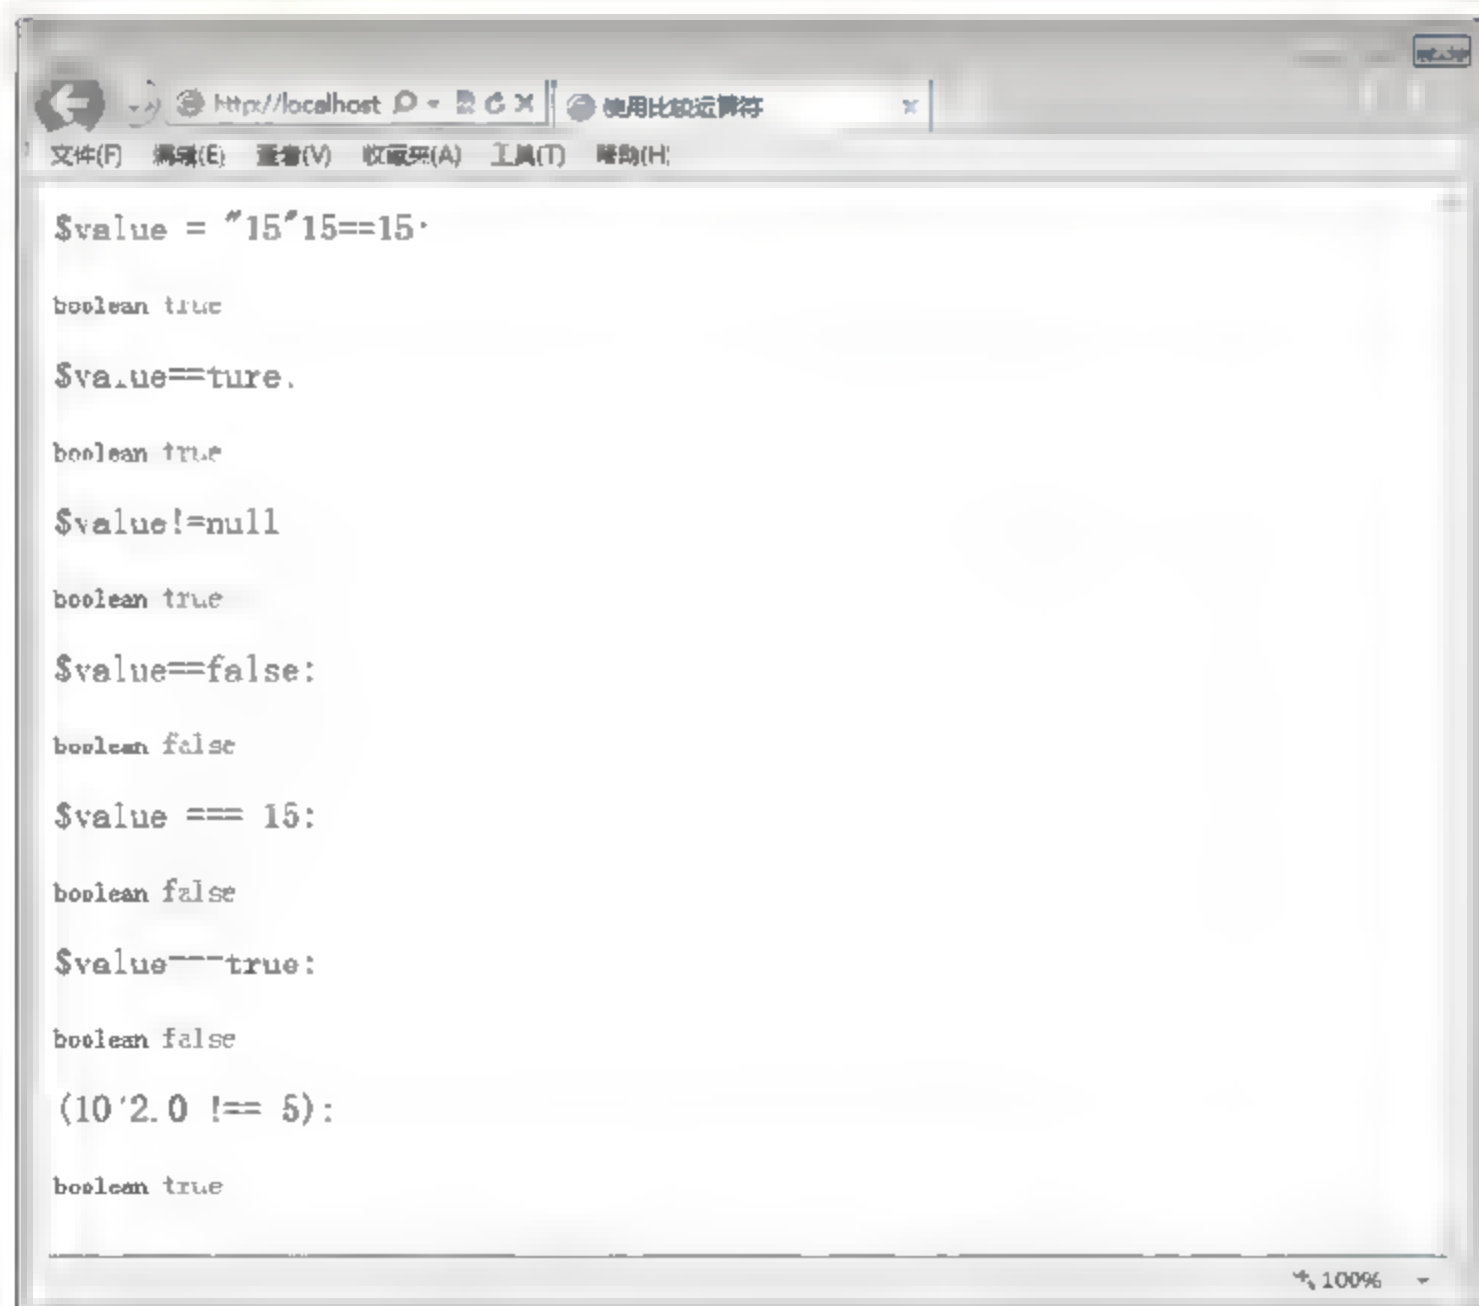 http://localhost 使用比较运算符
文件(F) 编辑(E) 查看(V) 收藏夹(A) 工具(T) 帮助(H)
$value = "15"15==15:
boolean true
$value==ture:
boolean true
$value!=null
boolean true
$value==false:
boolean false
$value === 15:
boolean false
$value===true:
boolean false
(10/2.0 !== 5):
boolean true
100%